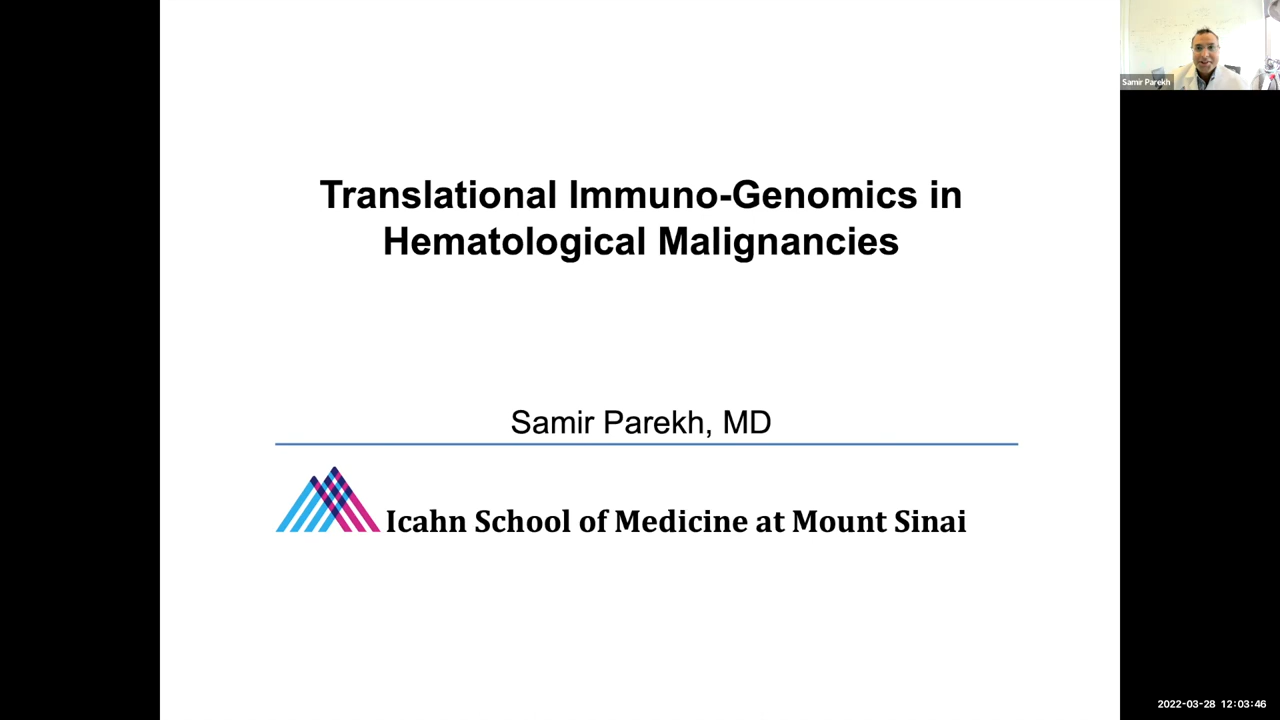 Samir Parekh
Translational Immuno-Genomics in
Hematological Malignancies
Samir Parekh, MD
Icahn School of Medicine at Mount Sinai
2022-03-28 12:03:46